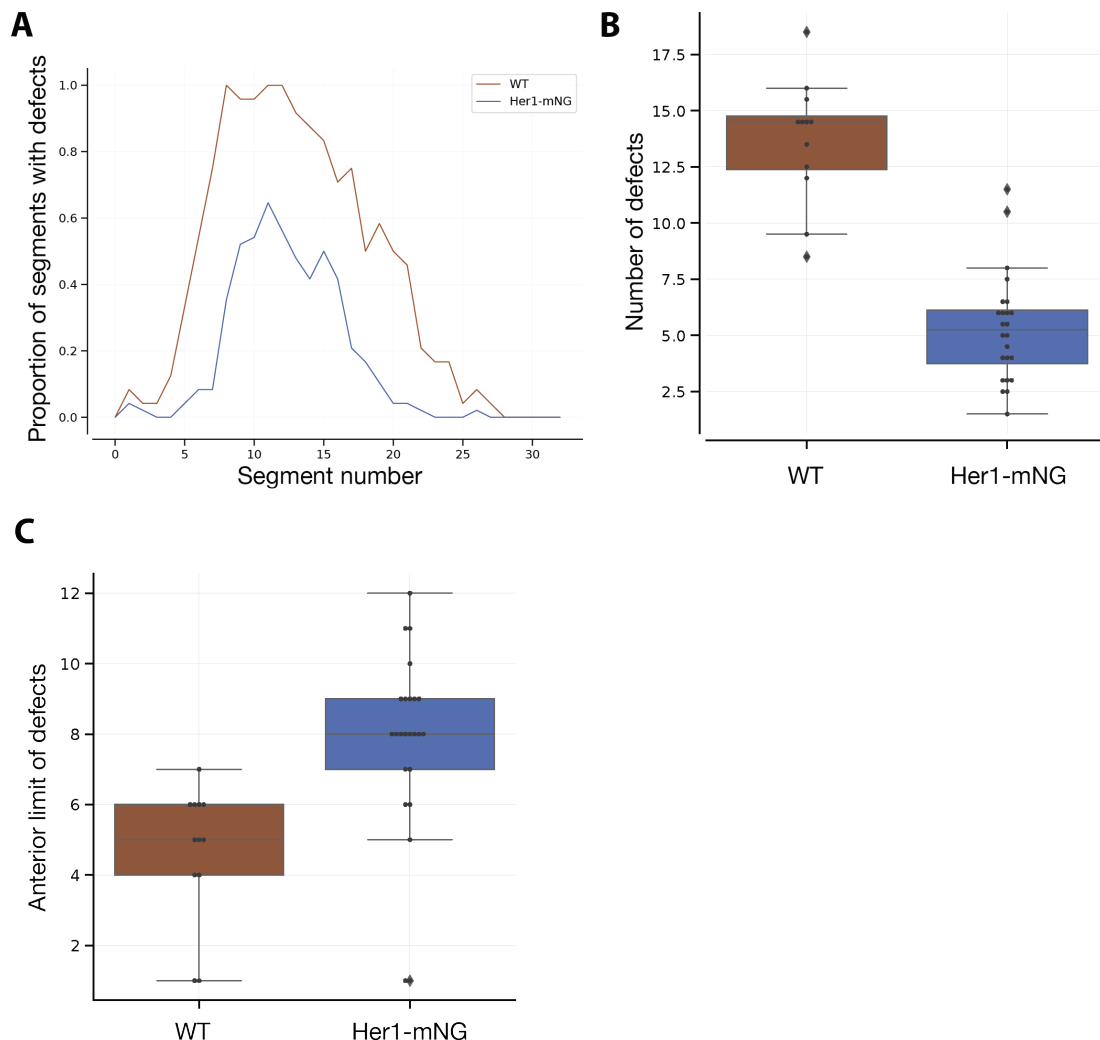 A
Proportion of segments with defects
1.0
0.8
0.6
0.4
0.2
0.0
0 5 10 15 20 25 30
Segment number
WT
Her1-mNG
B
Number of defects
17.5
15.0
12.5
10.0
7.5
5.0
2.5
WT Her1-mNG
C
Anterior limit of defects
12
10
8
6
4
2
WT Her1-mNG